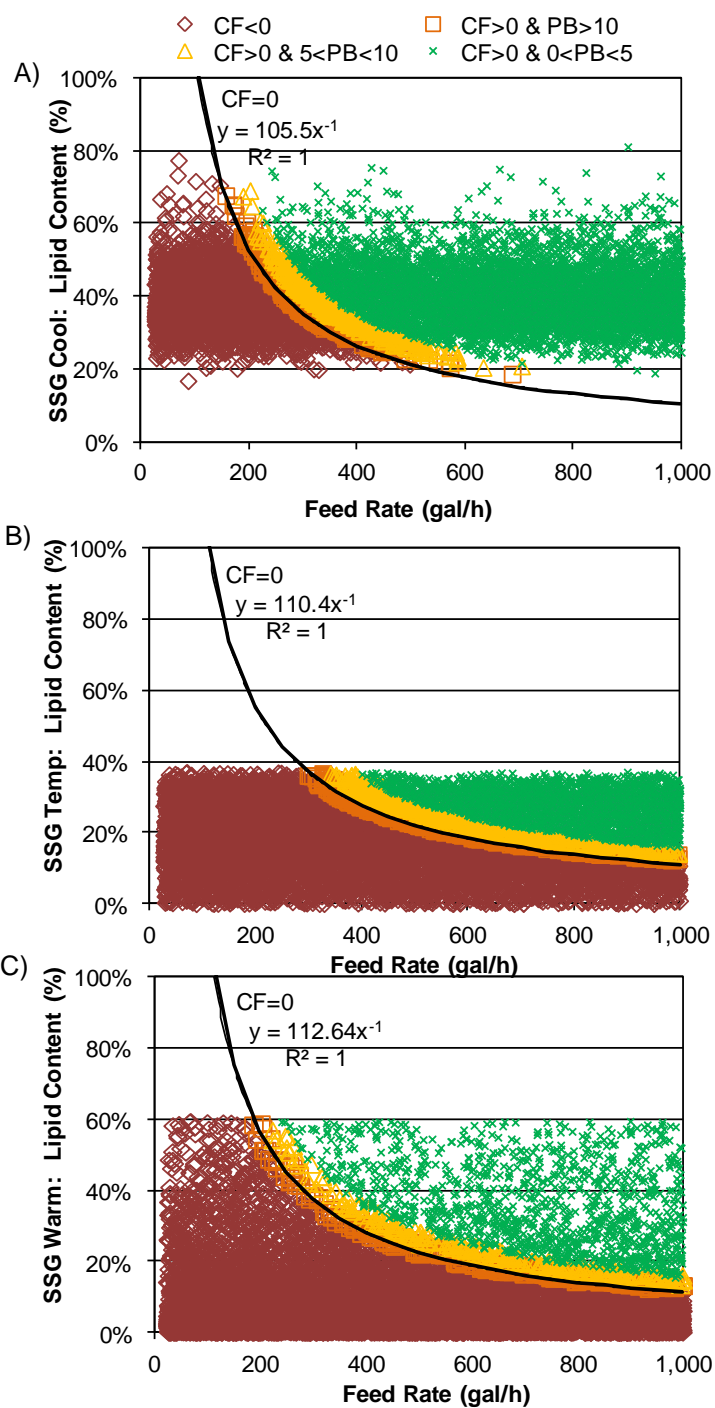 CF<0 CF>0 & PB>10
CF>0 & 5<PB<10 CF>0 & 0<PB<5
A)
SSG Cool: Lipid Content (%)
100%
80%
60%
40%
20%
0%
CF=0
y = 105.5x⁻¹
R² = 1
0 200 400 600 800 1,000
Feed Rate (gal/h)
B)
SSG Temp: Lipid Content (%)
100%
80%
60%
40%
20%
0%
CF=0
y = 110.4x⁻¹
R² = 1
0 200 400 600 800 1,000
Feed Rate (gal/h)
C)
SSG Warm: Lipid Content (%)
100%
80%
60%
40%
20%
0%
CF=0
y = 112.64x⁻¹
R² = 1
0 200 400 600 800 1,000
Feed Rate (gal/h)